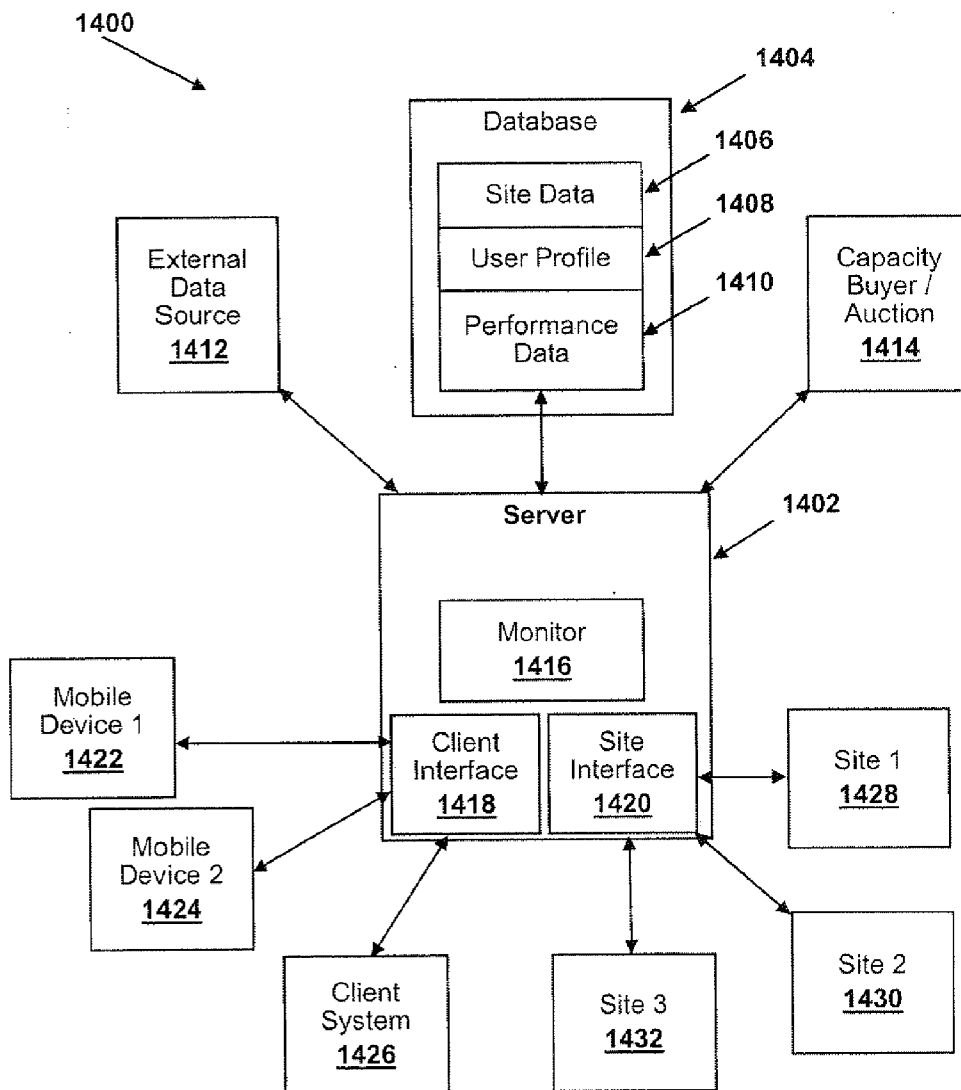 1400
1404
Database
1406
Site Data
1408
User Profile
1410
Performance
Data
External
Data
Source
1412
Capacity
Buyer /
Auction
1414
Server
1402
Monitor
1416
Mobile
Device 1
1422
Client
Interface
1418
Site
Interface
1420
Site 1
1428
Mobile
Device 2
1424
Client
System
1426
Site 3
1432
Site 2
1430